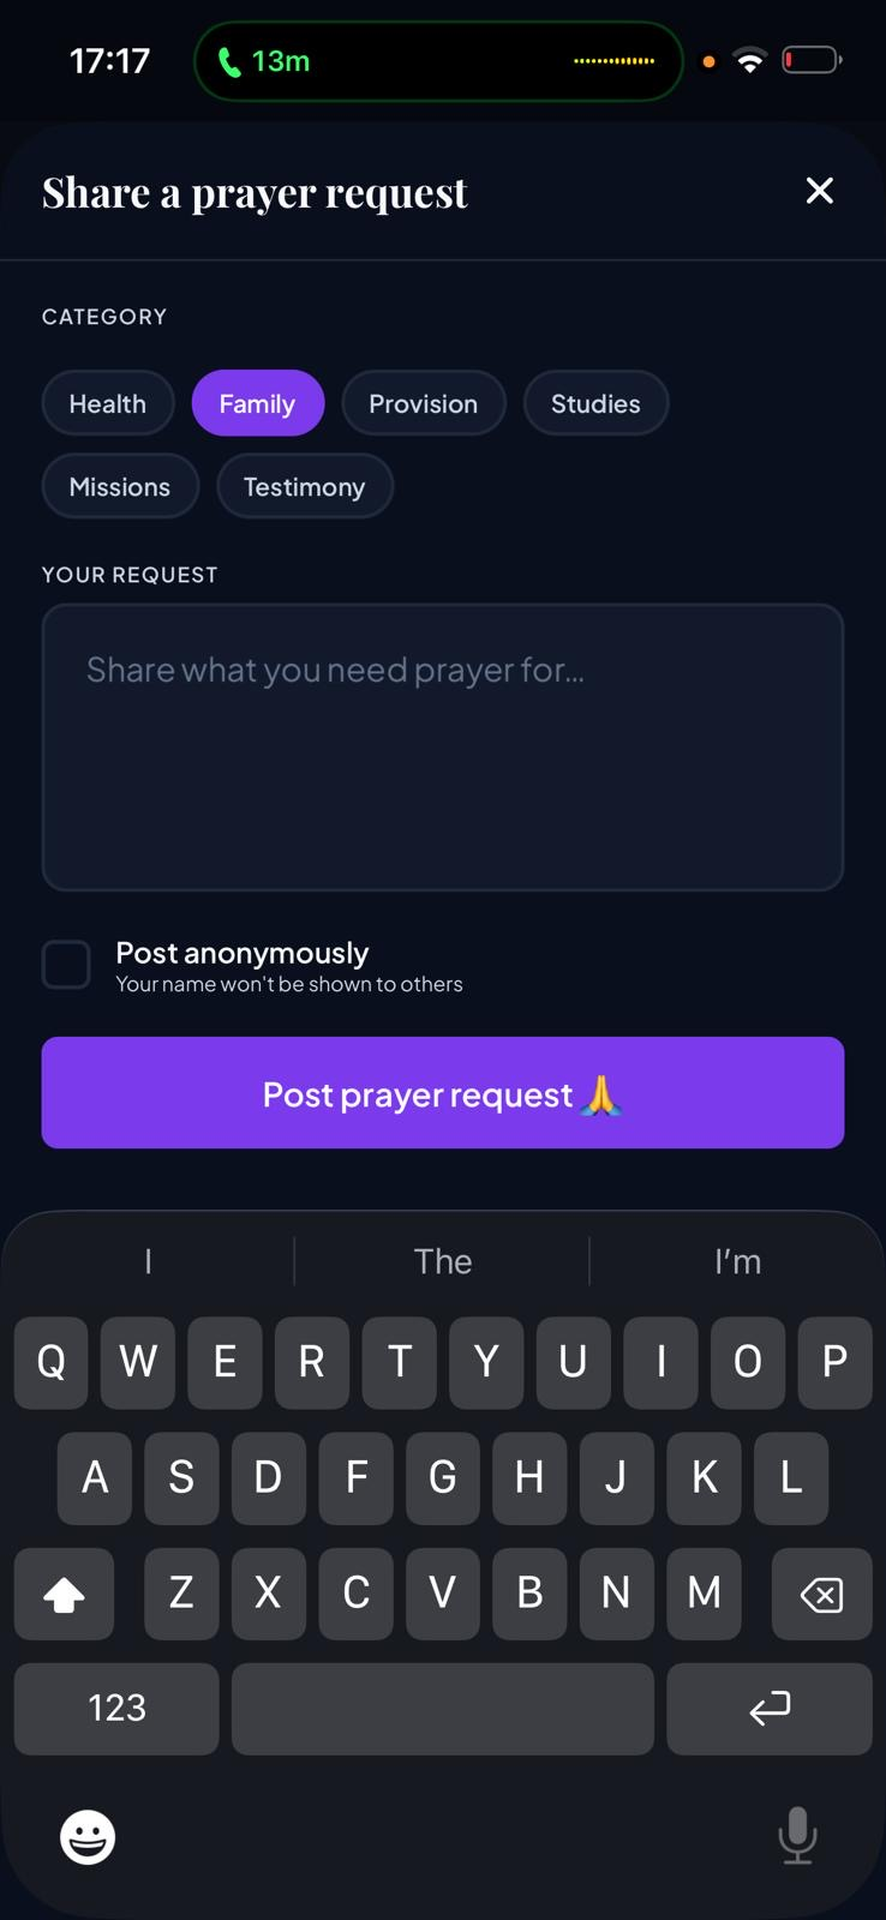 17:17 13m
Share a prayer request
CATEGORY
Health Family Provision Studies
Missions Testimony
YOUR REQUEST
Share what you need prayer for...
Post anonymously
Your name won't be shown to others
Post prayer request 🙏
I The I’m
Q W E R T Y U I O P
A S D F G H J K L
Z X C V B N M
123